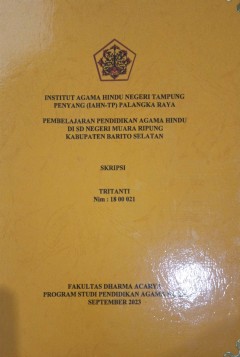 INSTITUT AGAMA HINDU NEGERI TAMPUNG
PENYANG (IAHN-TP) PALANGKA RAYA
PEMBELAJARAN PENDIDIKAN AGAMA HINDU
DI SD NEGERI MUARA RIPUNG
KABUPATEN BARITO SELATAN
SKRIPSI
TRITANTI
Nim : 18 00 021
FAKULTAS DHARMA ACARYA
PROGRAM STUDI PENDIDIKAN AGAMA
SEPTEMBER 2023